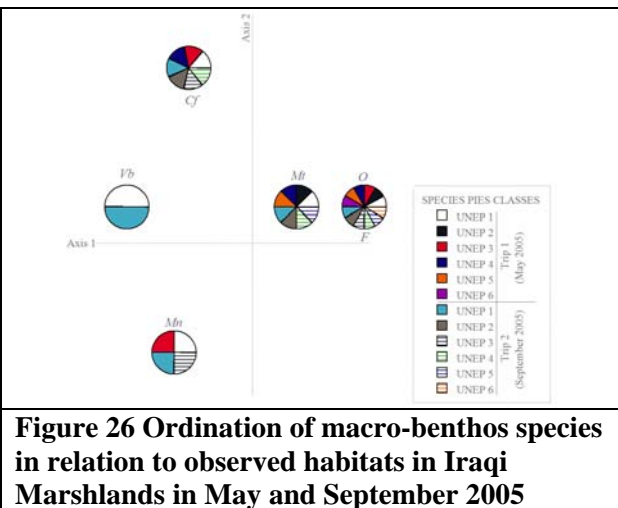 Axis 2
Cf
Vb
Mt
O
F
Axis 1
Mn
SPECIES PIES CLASSES
UNEP 1
UNEP 2
UNEP 3
UNEP 4
UNEP 5
UNEP 6
Trip 1
(May 2005)
UNEP 1
UNEP 2
UNEP 3
UNEP 4
UNEP 5
UNEP 6
Trip 2
(September 2005)
Figure 26 Ordination of macro-benthos species
in relation to observed habitats in Iraqi
Marshlands in May and September 2005